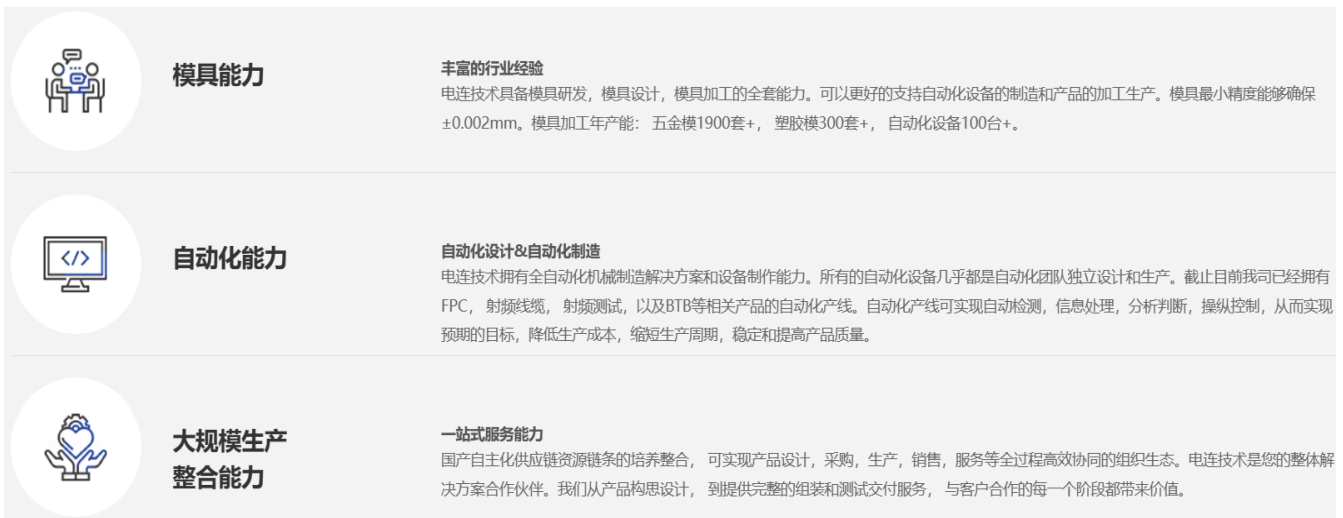 模具能力
丰富的行业经验
电连技术具备模具研发，模具设计，模具加工的全套能力。可以更好的支持自动化设备的制造和产品的加工生产。模具最小精度能够确保
±0.002mm。模具加工年产能： 五金模1900套+， 塑胶模300套+， 自动化设备100台+。
</>
自动化能力
自动化设计&自动化制造
电连技术拥有全自动化机械制造解决方案和设备制作能力。所有的自动化设备几乎都是自动化团队独立设计和生产。截止目前我司已经拥有
FPC， 射频线缆， 射频测试，以及BTB等相关产品的自动化产线。自动化产线可实现自动检测，信息处理，分析判断，操纵控制，从而实现
预期的目标，降低生产成本，缩短生产周期，稳定和提高产品质量。
大规模生产
整合能力
一站式服务能力
国产自主化供应链资源链条的培养整合， 可实现产品设计，采购，生产，销售，服务等全过程高效协同的组织生态。电连技术是您的整体解
决方案合作伙伴。我们从产品构思设计， 到提供完整的组装和测试交付服务， 与客户合作的每一个阶段都带来价值。